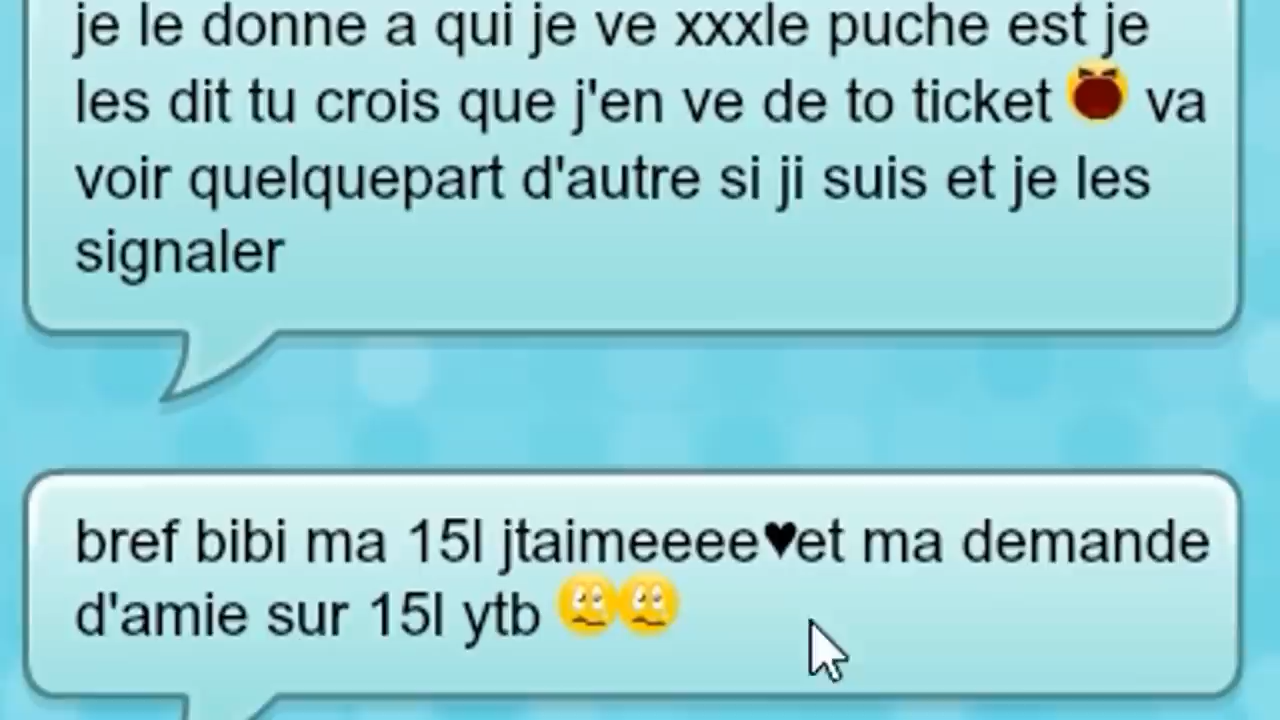 je le donne a qui je ve xxxle puche est je
les dit tu crois que j'en ve de to ticket va
voir quelquepart d'autre si ji suis et je les
signaler
bref bibi ma 15l jtaimeeeee♥et ma demande
d'amie sur 15l ytb